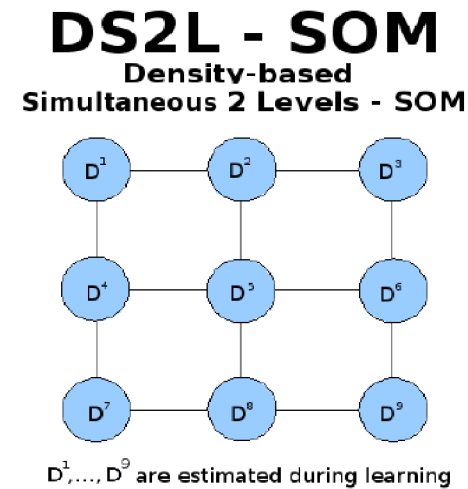 DS2L - SOM
Density-based
Simultaneous 2 Levels - SOM
D¹ D² D³
D⁴ D⁵ D⁶
D⁷ D⁸ D⁹
D¹,..., D⁹ are estimated during learning